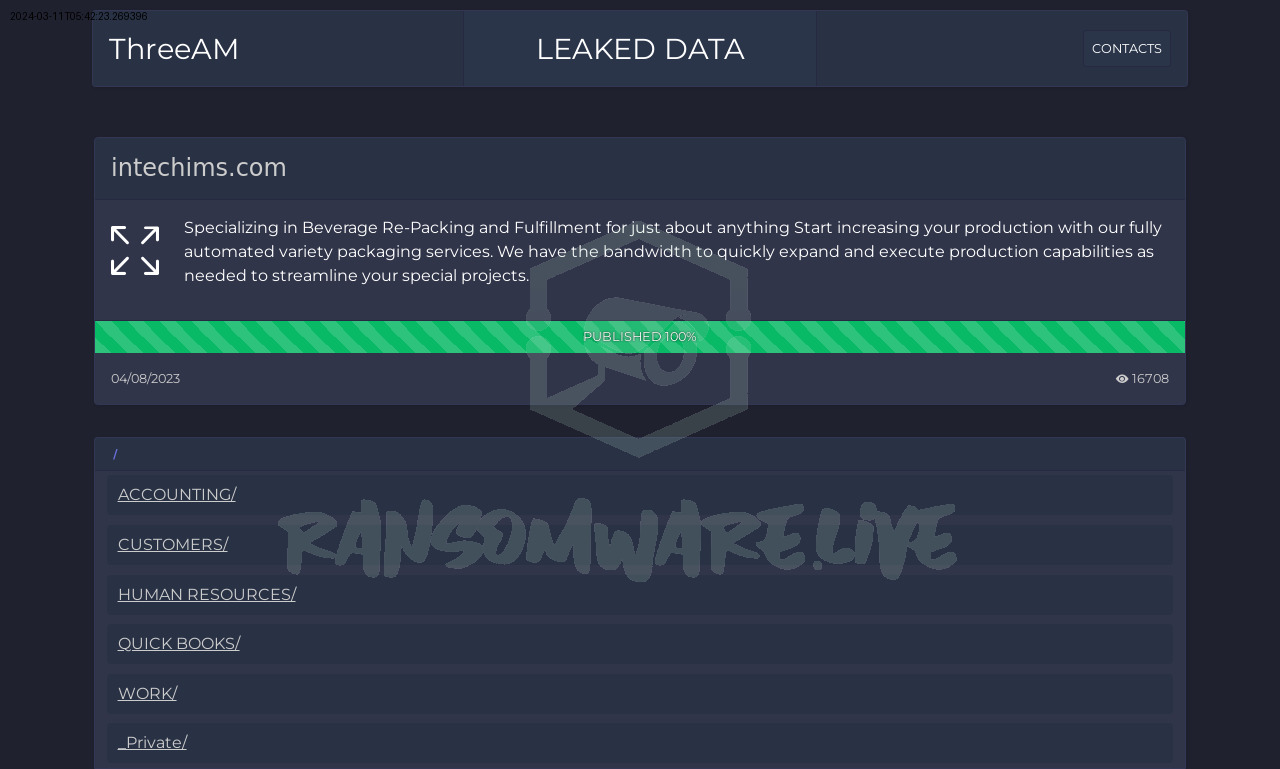 2024-03-11T05:42:23.269396
ThreeAM
LEAKED DATA
CONTACTS
intechims.com
Specializing in Beverage Re-Packing and Fulfillment for just about anything Start increasing your production with our fully
automated variety packaging services. We have the bandwidth to quickly expand and execute production capabilities as
needed to streamline your special projects.
PUBLISHED 100%
04/08/2023
16708
/
ACCOUNTING/
CUSTOMERS/
RANSOMWARE.LIVE
HUMAN RESOURCES/
QUICK BOOKS/
WORK/
_Private/